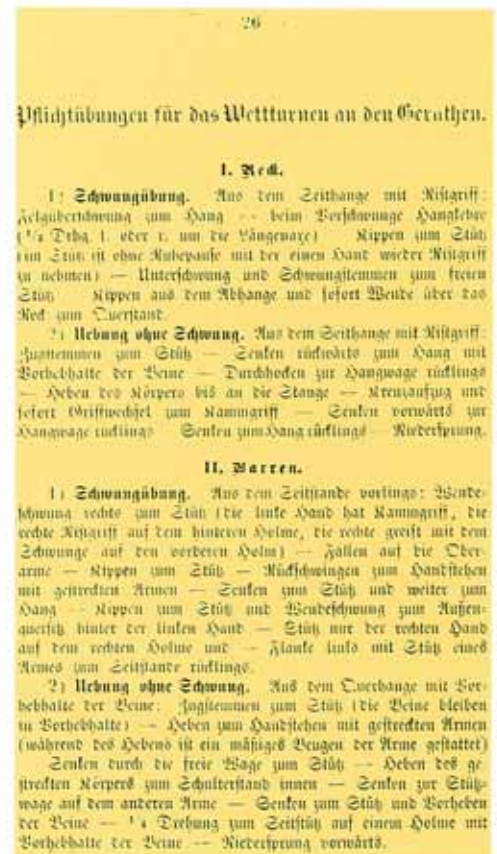 26
Pflichtübungen für das Wettturnen an den Gerathen.
I. Reck.
1) Schwungübung. Aus dem Seithange mit Ristgriff:
Felgüberschwung zum Hang -- beim Vorschwunge Hangkehre
(1/2 Drhg. l. oder r. um die Längenaxe) Kippen zum Stütz
(im Stütz ist ohne Ruhepause mit der einen Hand wieder Ristgriff
zu nehmen) — Unterschwung und Schwungstemmen zum freien
Stütz Kippen aus dem Abhange und sofort Wende über das
Reck zum Querstand.
2) Uebung ohne Schwung. Aus dem Seithange mit Ristgriff:
Zugstemmen zum Stütz — Senken rückwärts zum Hang mit
Vorhebhalte der Beine — Durchhocken zur Hangwage rücklings
— Heben des Körpers bis an die Stange — Kreuzaufzug und
sofort Griffwechsel zum Kammgriff — Senken vorwärts zur
Hangwage rücklings Senken zum Hang rücklings — Niedersprung.
II. Barren.
1) Schwungübung. Aus dem Seitstande vorlings: Wende-
schwung rechts zum Stütz (die linke Hand hat Kammgriff, die
rechte Ristgriff auf dem hinteren Holme, die rechte greift mit dem
Schwunge auf den vorderen Holm) — Fallen auf die Ober-
arme — Kippen zum Stütz — Rückschwingen zum Handstehen
mit gestreckten Armen — Senken zum Stütz und weiter zum
Hang -- Kippen zum Stütz und Wendeschwung zum Außen-
quersitz hinter der linken Hand — Stütz nur der rechten Hand
auf dem rechten Holme und — Flanke links mit Stütz eines
Armes zum Seitstande rücklings.
2) Uebung ohne Schwung. Aus dem Querhange mit Vor-
hebhalte der Beine: Zugstemmen zum Stütz (die Beine bleiben
in Vorhebhalte) — Heben zum Handstehen mit gestreckten Armen
(während des Hebens ist ein mäßiges Beugen der Arme gestattet)
Senken durch die freie Wage zum Stütz — Heben des ge
streckten Körpers zum Schulterstand innen — Senken zur Stütz-
wage auf dem anderen Arme — Senken zum Stütz und Vorheben
der Beine — 1/4 Drehung zum Seitstütz auf einem Holme mit
Vorhebhalte der Beine -- Niedersprung vorwärts.